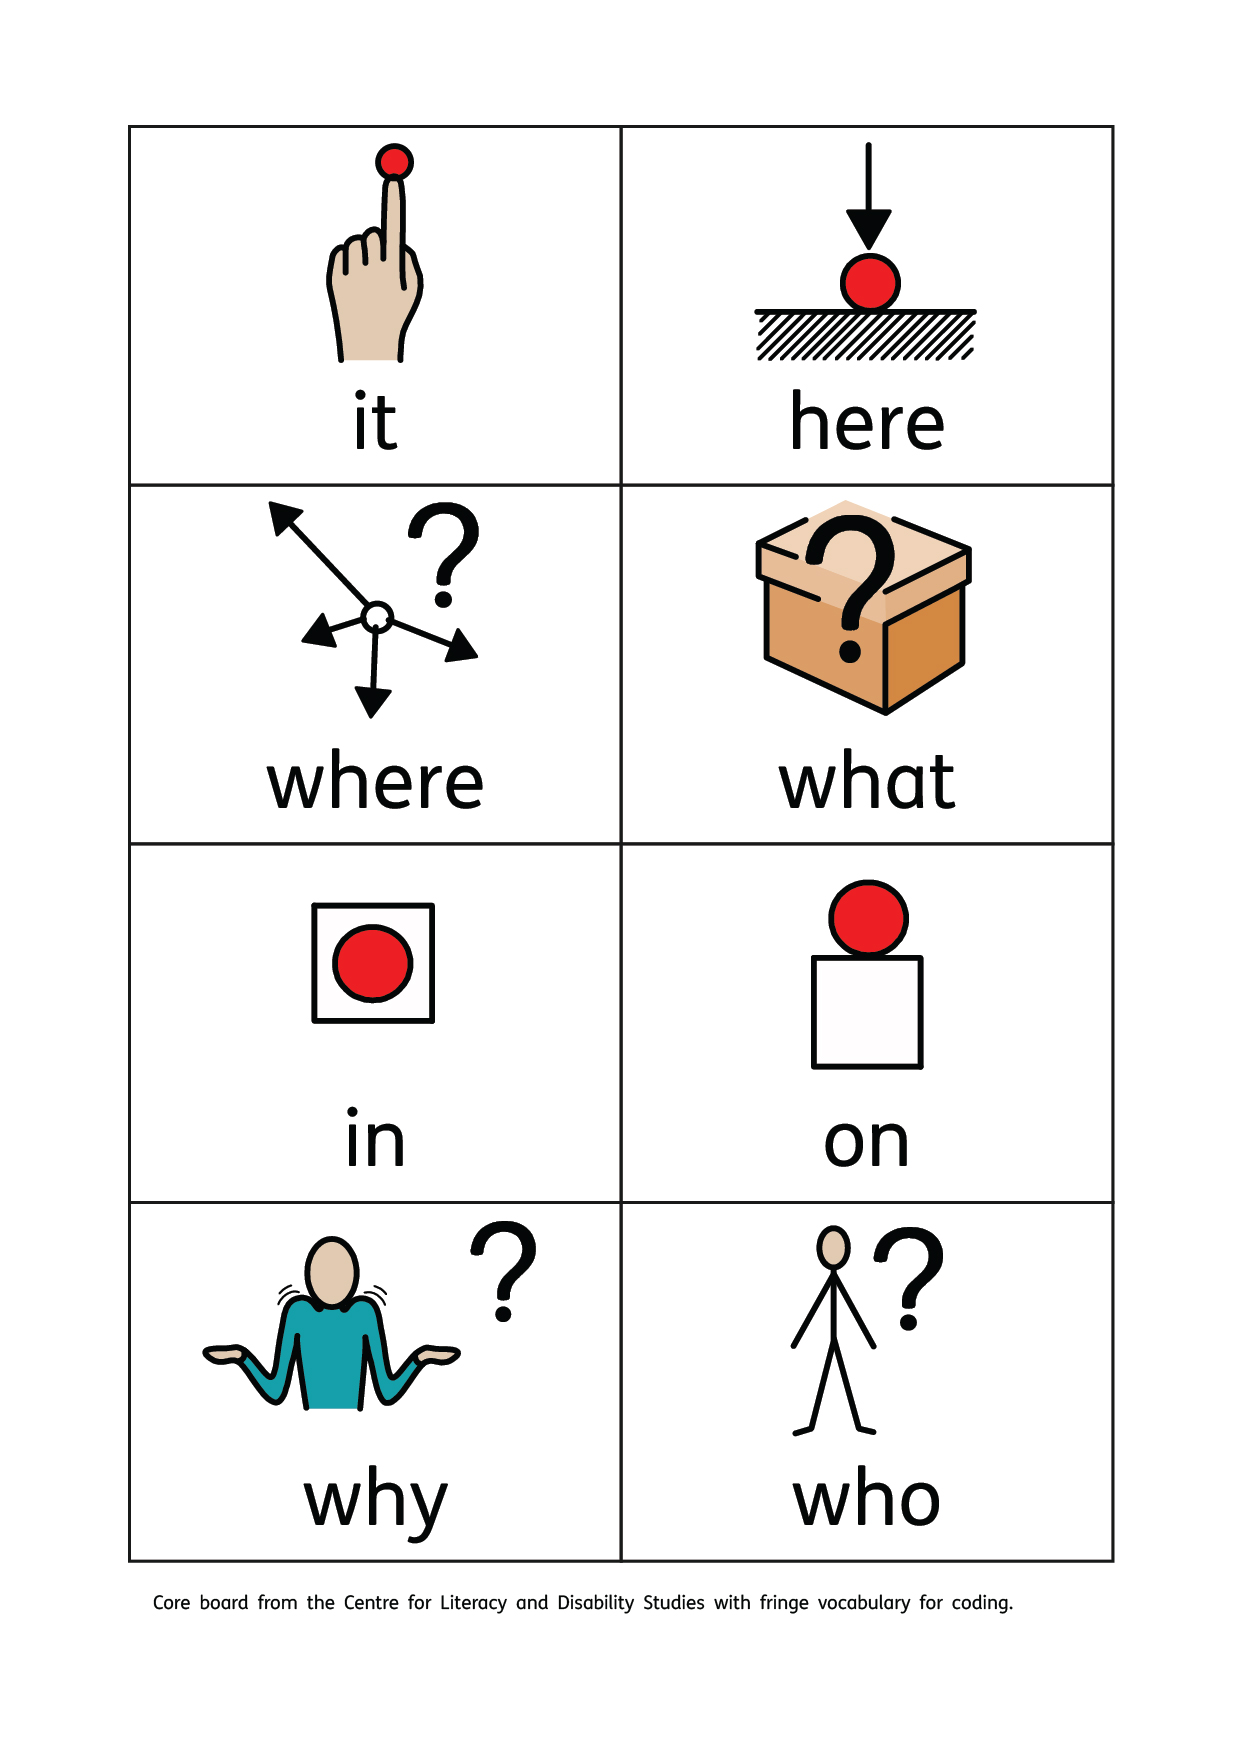 it
here
?
where
?
what
in
on
?
why
?
who
Core board from the Centre for Literacy and Disability Studies with fringe vocabulary for coding.